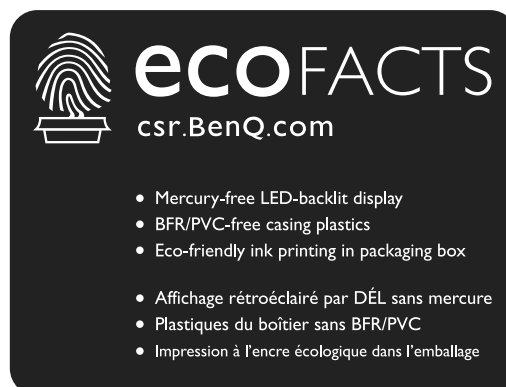 ecoFACTS
csr.BenQ.com
• Mercury-free LED-backlit display
• BFR/PVC-free casing plastics
• Eco-friendly ink printing in packaging box
• Affichage rétroéclairé par DÉL sans mercure
• Plastiques du boîtier sans BFR/PVC
• Impression à l'encre écologique dans l'emballage